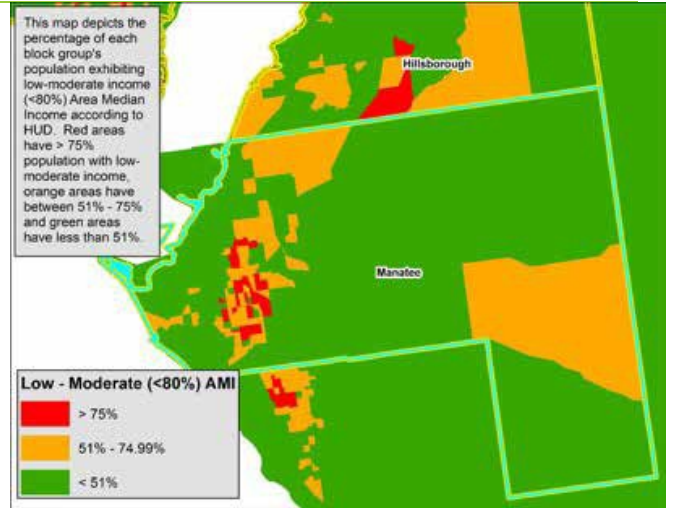 This map depicts the
percentage of each
block group's
population exhibiting
low-moderate income
(<80%) Area Median
Income according to
HUD. Red areas
have > 75%
population with low-
moderate income,
orange areas have
between 51% - 75%
and green areas
have less than 51%.
Hillsborough
Manatee
Low - Moderate (<80%) AMI
> 75%
51% - 74.99%
< 51%